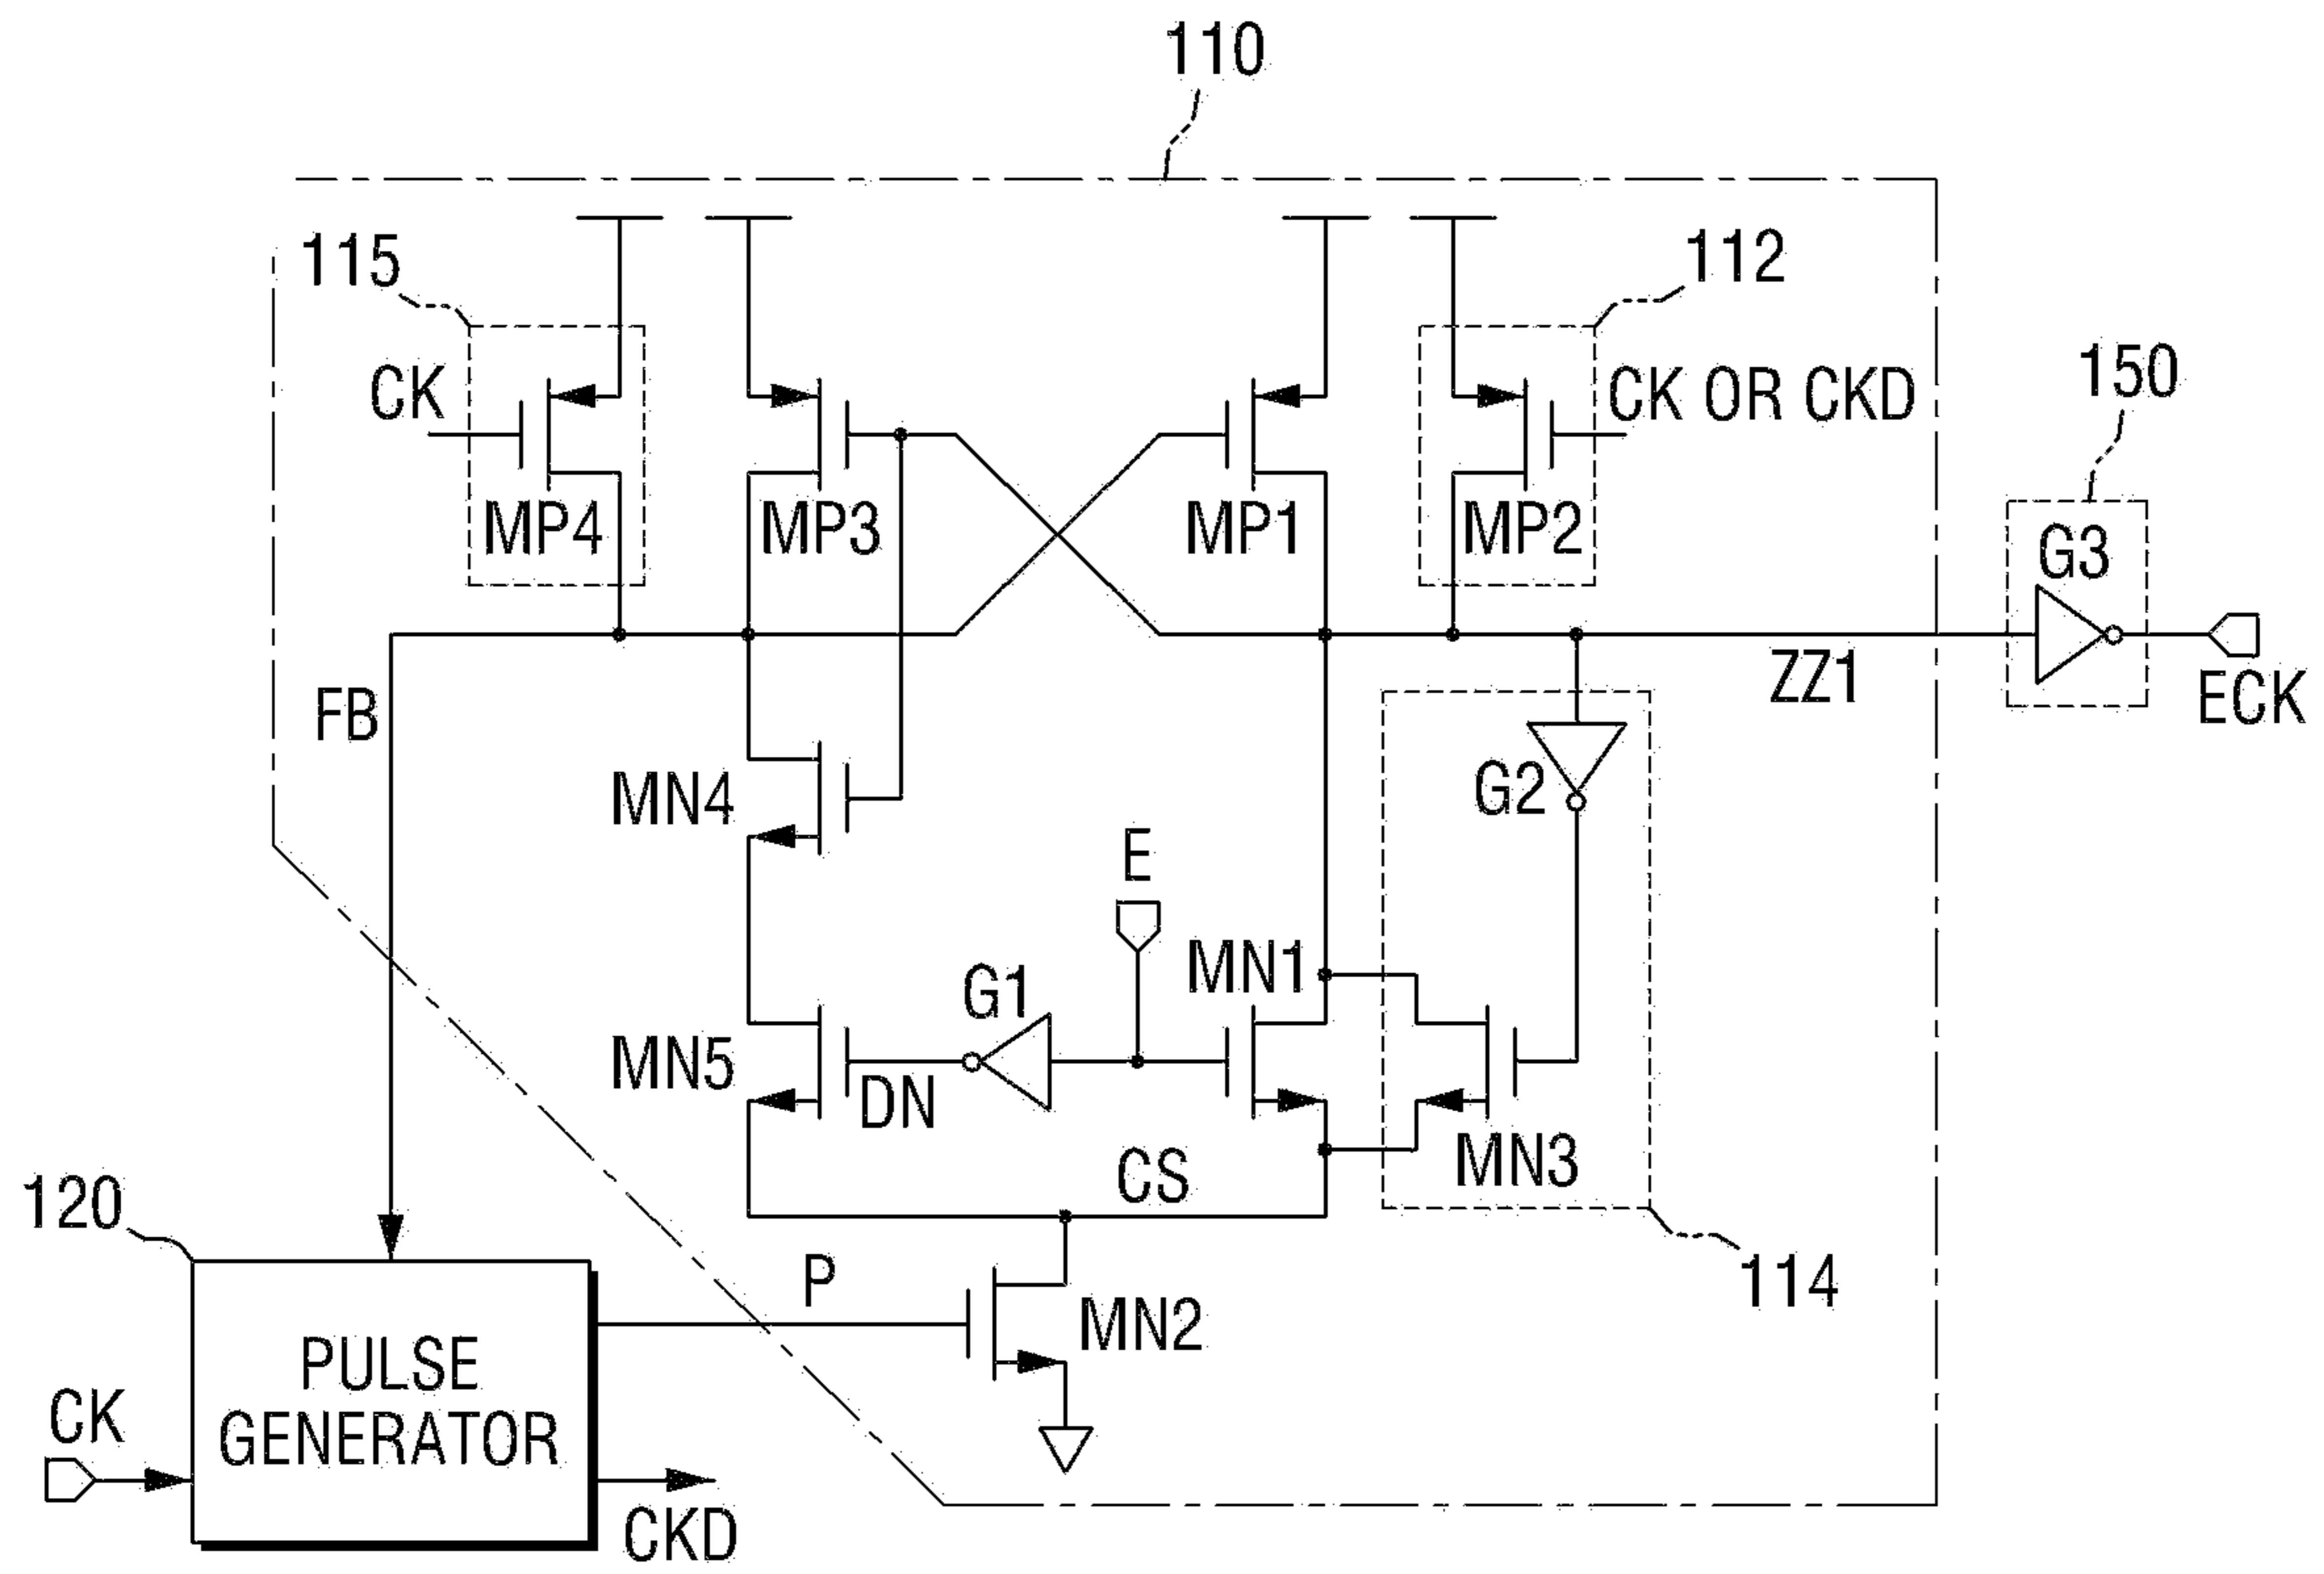 110
115
112
CK
CK OR CKD
150
MP4
MP3
MP1
MP2
G3
FB
ZZ1
ECK
MN4
G2
E
MN1
G1
MN5
DN
CS
MN3
120
P
114
MN2
PULSE
GENERATOR
CK
CKD